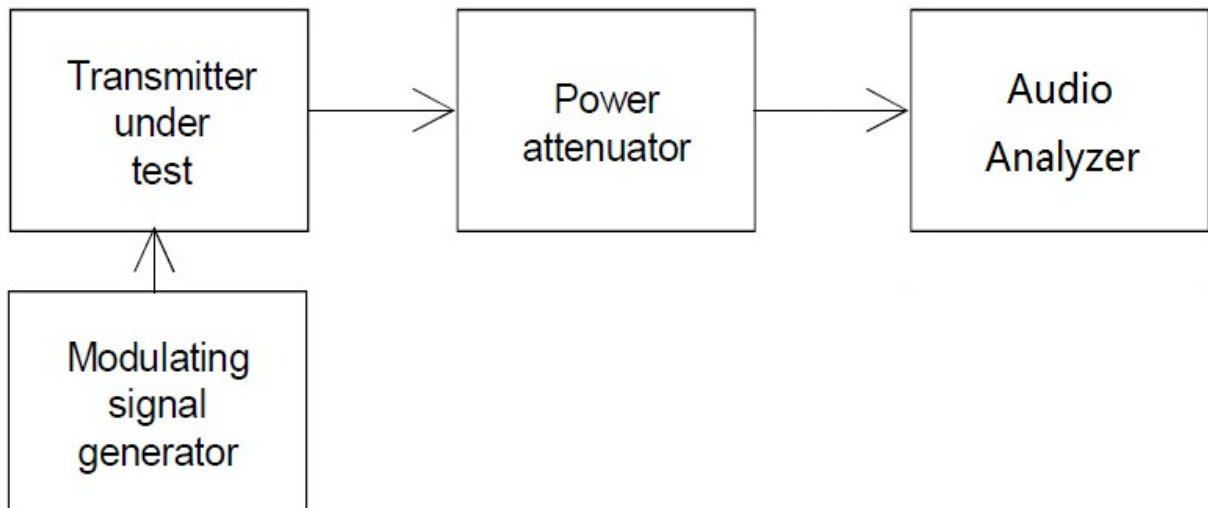 Transmitter
under
test
Power
attenuator
Audio
Analyzer
Modulating
signal
generator